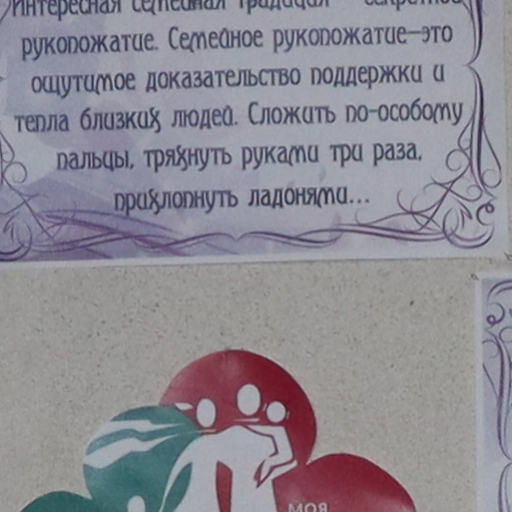 Интересная семейная традиция – секретное
рукопожатие. Семейное рукопожатие–это
ощутимое доказательство поддержки и
тепла близких людей. Сложить по-особому
пальцы, тряхнуть руками три раза,
прихлопнуть ладонями...
МОЯ